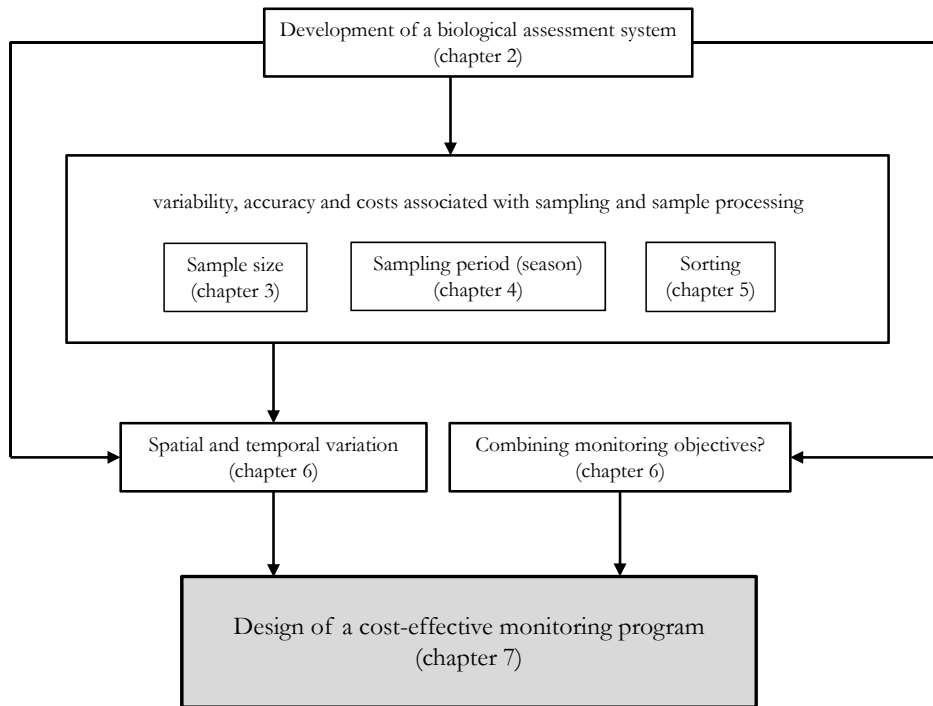 Development of a biological assessment system
(chapter 2)
variability, accuracy and costs associated with sampling and sample processing
Sample size
(chapter 3)
Sampling period (season)
(chapter 4)
Sorting
(chapter 5)
Spatial and temporal variation
(chapter 6)
Combining monitoring objectives?
(chapter 6)
Design of a cost-effective monitoring program
(chapter 7)